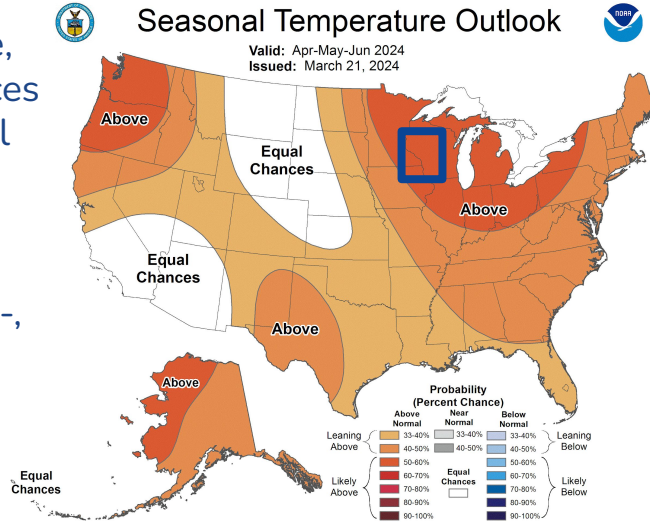 Seasonal Temperature Outlook
NOAA
Valid: Apr-May-Jun 2024
Issued: March 21, 2024
Above
Equal
Chances
Above
Equal
Chances
Above
Above
Equal
Chances
Probability
(Percent Chance)
Above
Normal
Near
Normal
Below
Normal
Leaning
Above
33-40%
33-40%
33-40%
Leaning
Below
40-50%
40-50%
40-50%
Likely
Above
50-60%
Equal
Chances
50-60%
Likely
Below
60-70%
60-70%
70-80%
70-80%
80-90%
80-90%
90-100%
90-100%